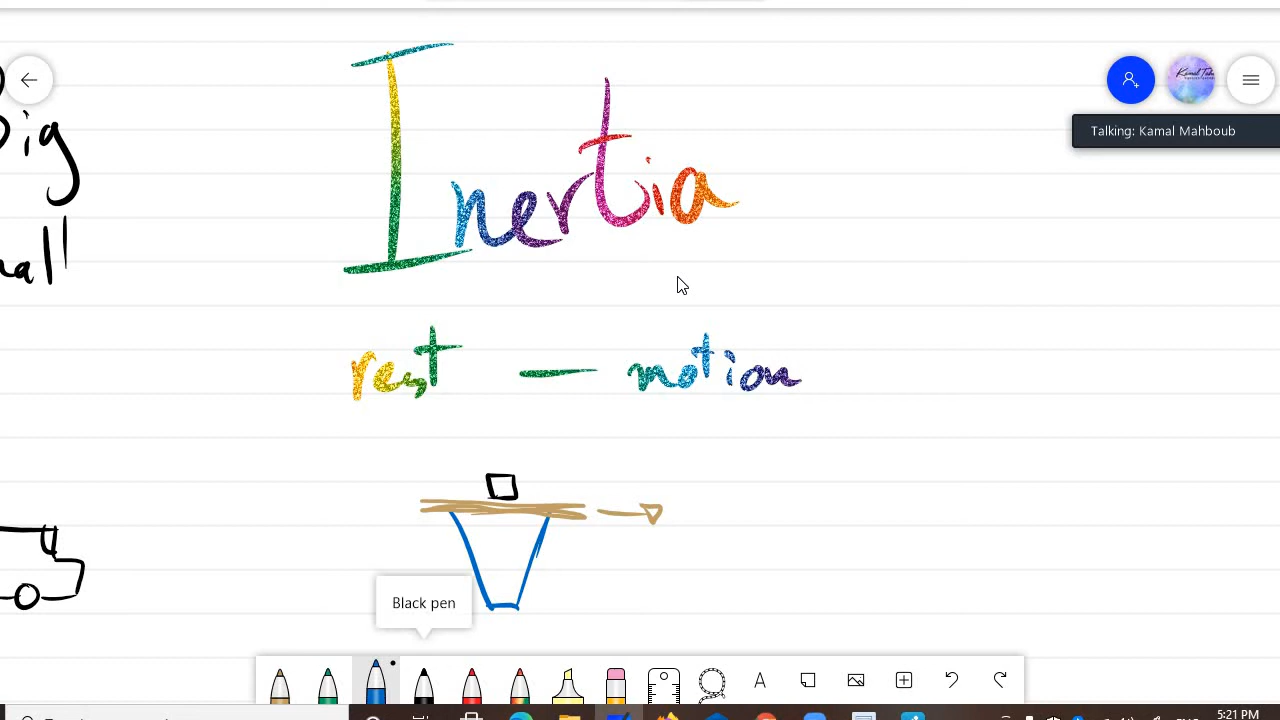 Inertia
Talking: Kamal Mahboub
rest — motion
Black pen
A
5:21 PM